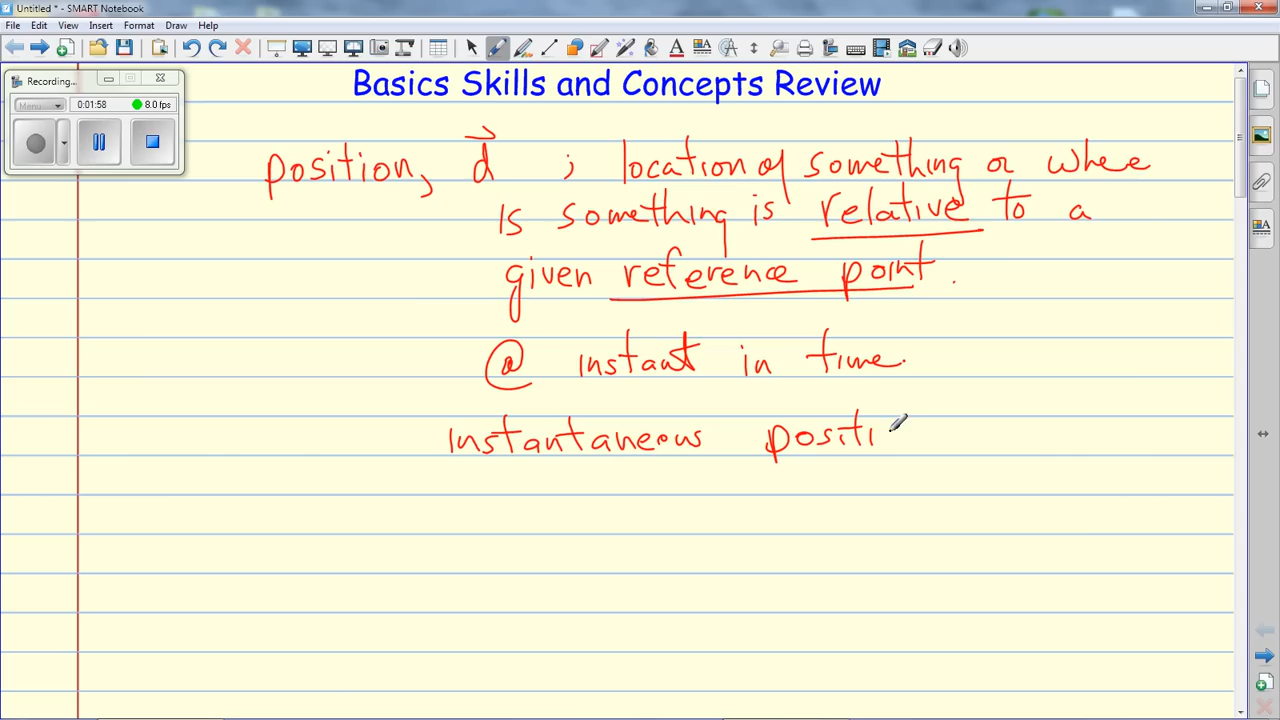 Untitled * - SMART Notebook
File Edit View Insert Format Draw Help
Recording...
Menu...
0:01:58
8.0 fps
Basics Skills and Concepts Review
position, d⃗ ; location of something or where
is something is relative to a
given reference point.
@ instant in time.
instantaneous positi